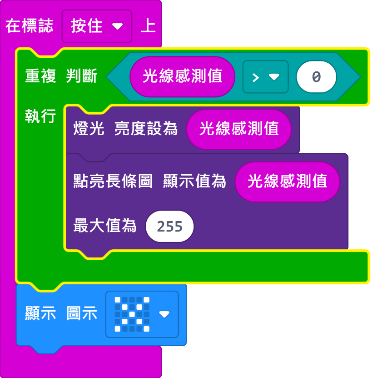 在標誌 按住 上
重複 判斷 光線感測值 > 0
執行 燈光 亮度設為 光線感測值
點亮長條圖 顯示值為 光線感測值
最大值為 255
顯示 圖示